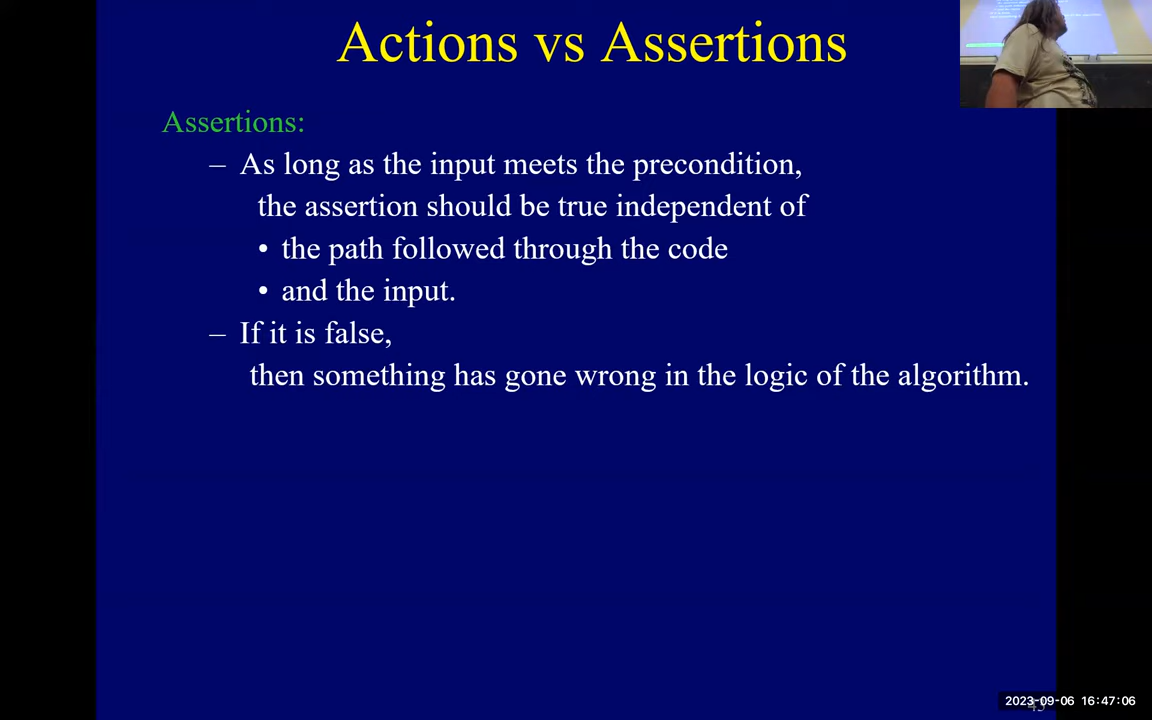 Actions vs Assertions
Assertions:
– As long as the input meets the precondition,
the assertion should be true independent of
• the path followed through the code
• and the input.
– If it is false,
then something has gone wrong in the logic of the algorithm.
2023-09-06 16:47:06